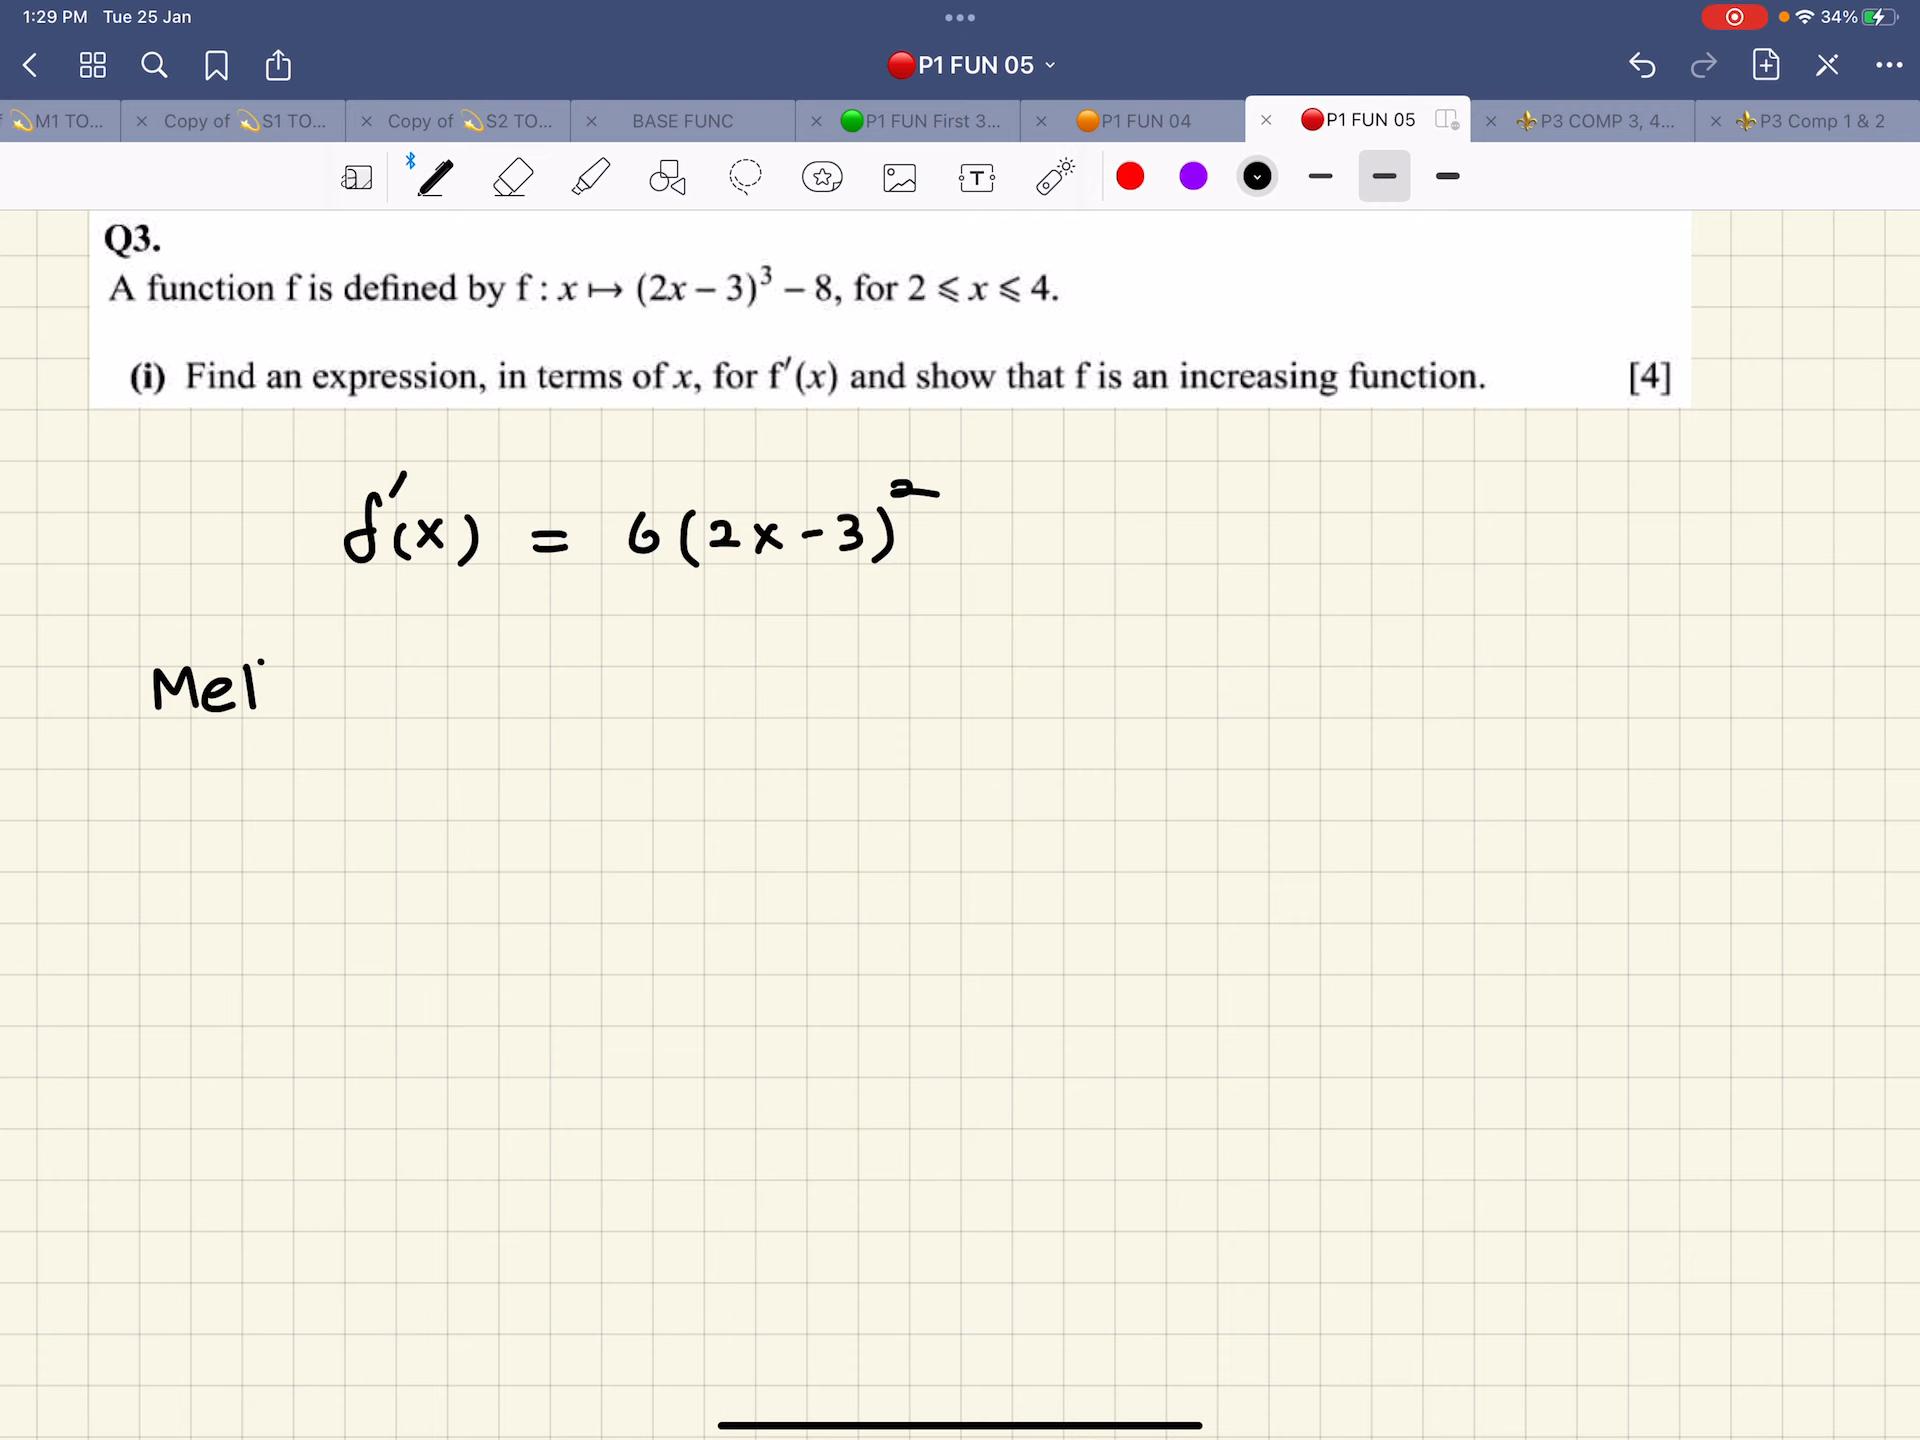 1:29 PM Tue 25 Jan
34%
P1 FUN 05
M1 TO...
Copy of S1 TO...
Copy of S2 TO...
BASE FUNC
P1 FUN First 3...
P1 FUN 04
P1 FUN 05
P3 COMP 3, 4...
P3 Comp 1 & 2
Q3.
A function f is defined by f : x ↦ (2x − 3)³ − 8, for 2 ⩽ x ⩽ 4.
(i) Find an expression, in terms of x, for f′(x) and show that f is an increasing function. [4]
f′(x) = 6(2x-3)²
Mel